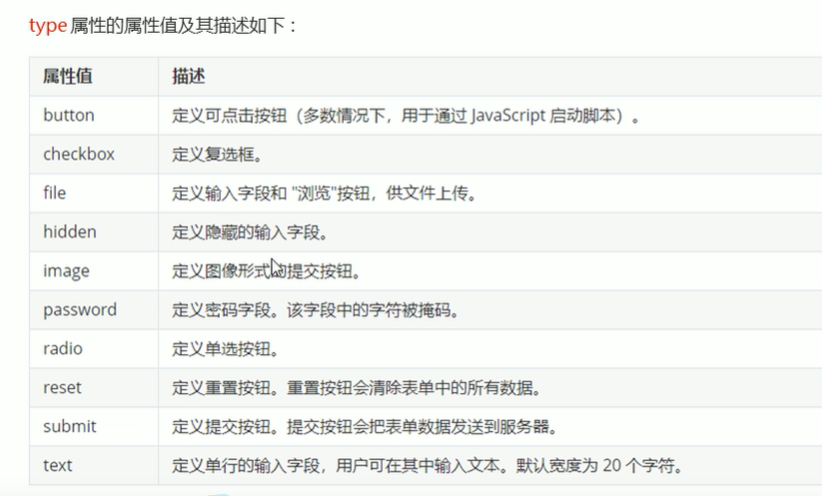 type 属性的属性值及其描述如下：
属性值 描述
button 定义可点击按钮（多数情况下，用于通过 JavaScript 启动脚本）。
checkbox 定义复选框。
file 定义输入字段和 "浏览"按钮，供文件上传。
hidden 定义隐藏的输入字段。
image 定义图像形式的提交按钮。
password 定义密码字段。该字段中的字符被掩码。
radio 定义单选按钮。
reset 定义重置按钮。重置按钮会清除表单中的所有数据。
submit 定义提交按钮。提交按钮会把表单数据发送到服务器。
text 定义单行的输入字段，用户可在其中输入文本。默认宽度为 20 个字符。